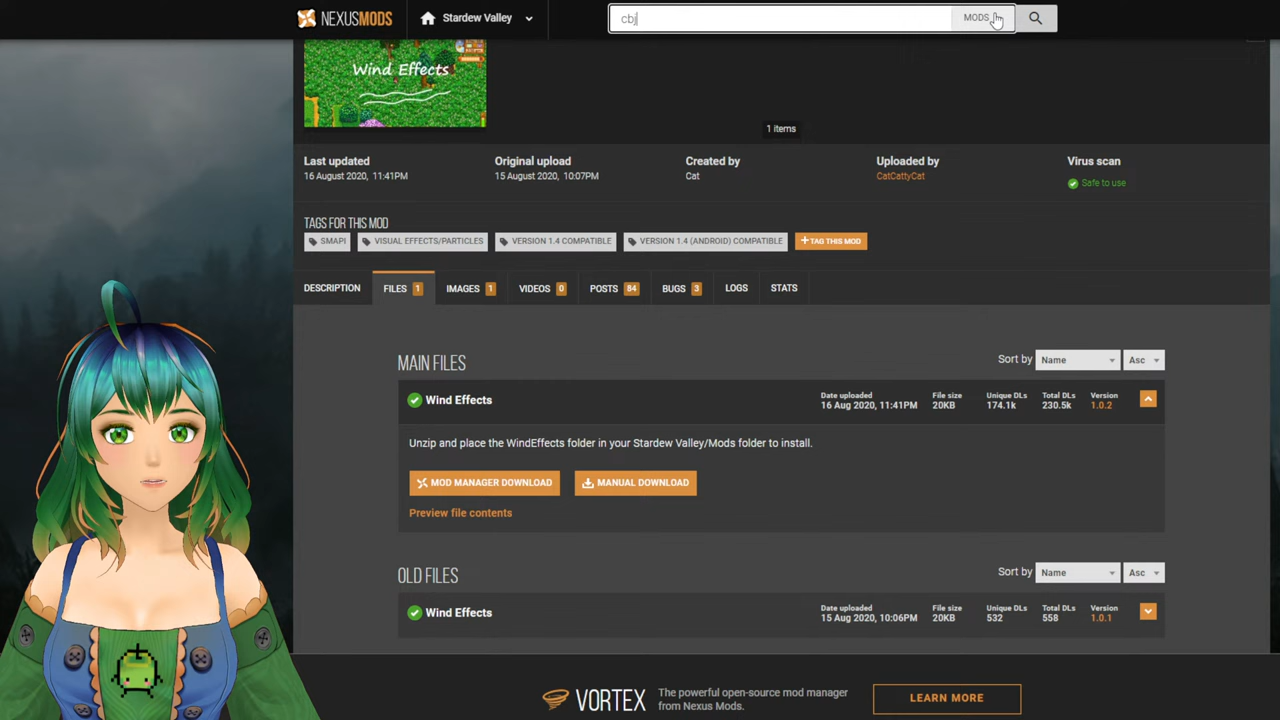 NEXUSMODS
Stardew Valley
cbj
MODS
Wind Effects
1 items
Last updated
16 August 2020, 11:41PM
Original upload
15 August 2020, 10:07PM
Created by
Cat
Uploaded by
CatCattyCat
Virus scan
Safe to use
TAGS FOR THIS MOD
SMAPI
VISUAL EFFECTS/PARTICLES
VERSION 1.4 COMPATIBLE
VERSION 1.4 (ANDROID) COMPATIBLE
+ TAG THIS MOD
DESCRIPTION
FILES 1
IMAGES 1
VIDEOS 0
POSTS 84
BUGS 3
LOGS
STATS
MAIN FILES
Sort by Name Asc
Wind Effects
Date uploaded
16 Aug 2020, 11:41PM
File size
20KB
Unique DLs
174.1k
Total DLs
230.5k
Version
1.0.2
Unzip and place the WindEffects folder in your Stardew Valley/Mods folder to install.
MOD MANAGER DOWNLOAD
MANUAL DOWNLOAD
Preview file contents
OLD FILES
Sort by Name Asc
Wind Effects
Date uploaded
15 Aug 2020, 10:06PM
File size
20KB
Unique DLs
532
Total DLs
558
Version
1.0.1
VORTEX
The powerful open-source mod manager
from Nexus Mods.
LEARN MORE